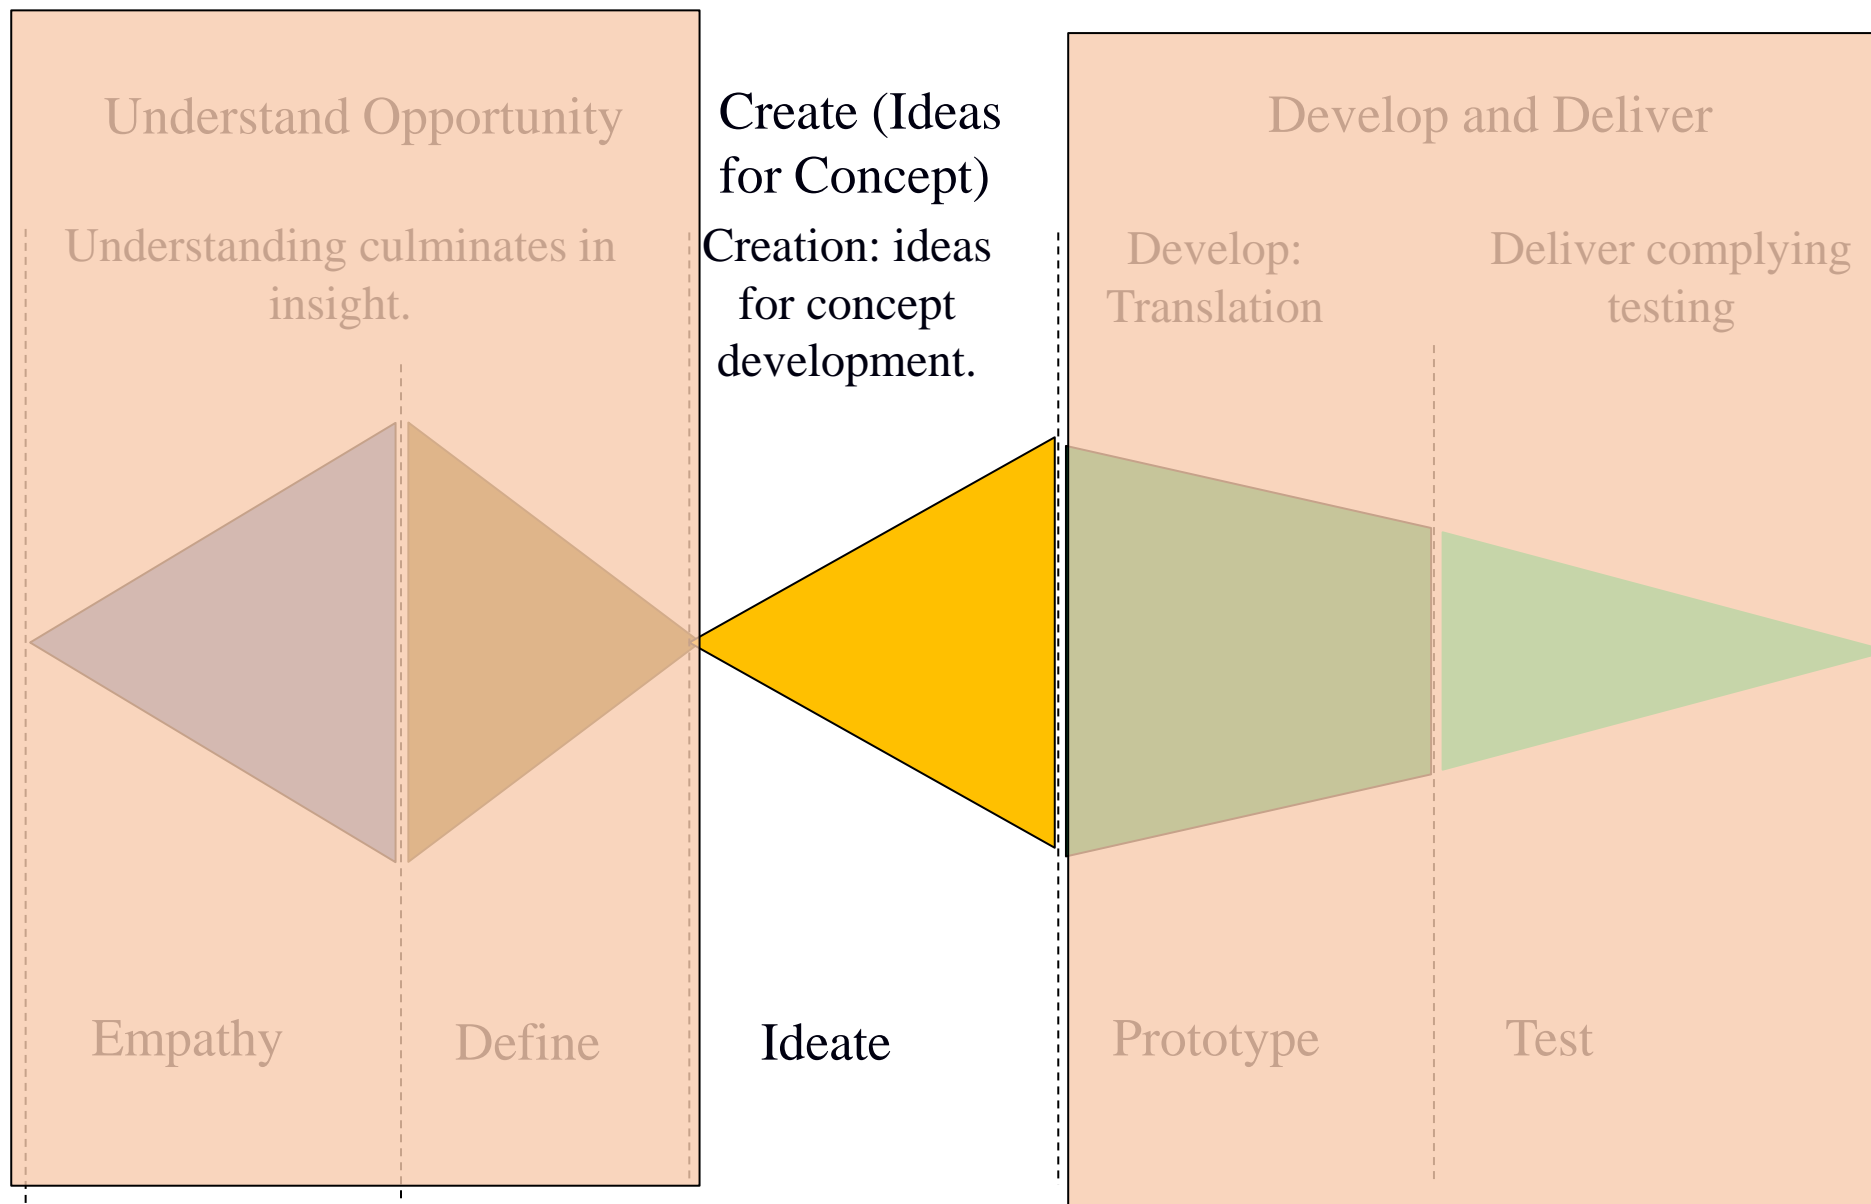 Understand Opportunity
Create (Ideas
for Concept)
Develop and Deliver
Understanding culminates in
insight.
Creation: ideas
for concept
development.
Develop:
Translation
Deliver complying
testing
Empathy
Define
Ideate
Prototype
Test